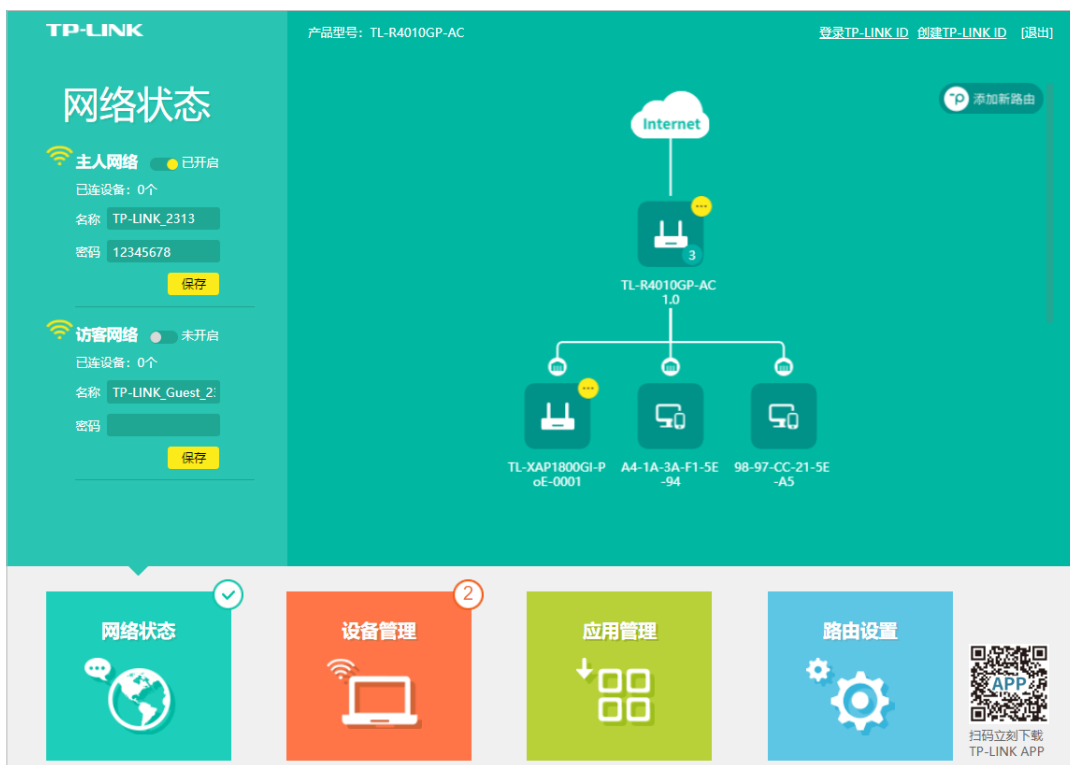 TP-LINK
产品型号：TL-R4010GP-AC
登录TP-LINK ID 创建TP-LINK ID [退出]
网络状态
主人网络 已开启
已连设备：0个
名称 TP-LINK_2313
密码 12345678
保存
访客网络 未开启
已连设备：0个
名称 TP-LINK_Guest_2
密码
保存
添加新路由
Internet
3
TL-R4010GP-AC
1.0
TL-XAP1800GI-P
oE-0001
A4-1A-3A-F1-5E
-94
98-97-CC-21-5E
-A5
网络状态
2
设备管理
应用管理
路由设置
APP
扫码立刻下载
TP-LINK APP